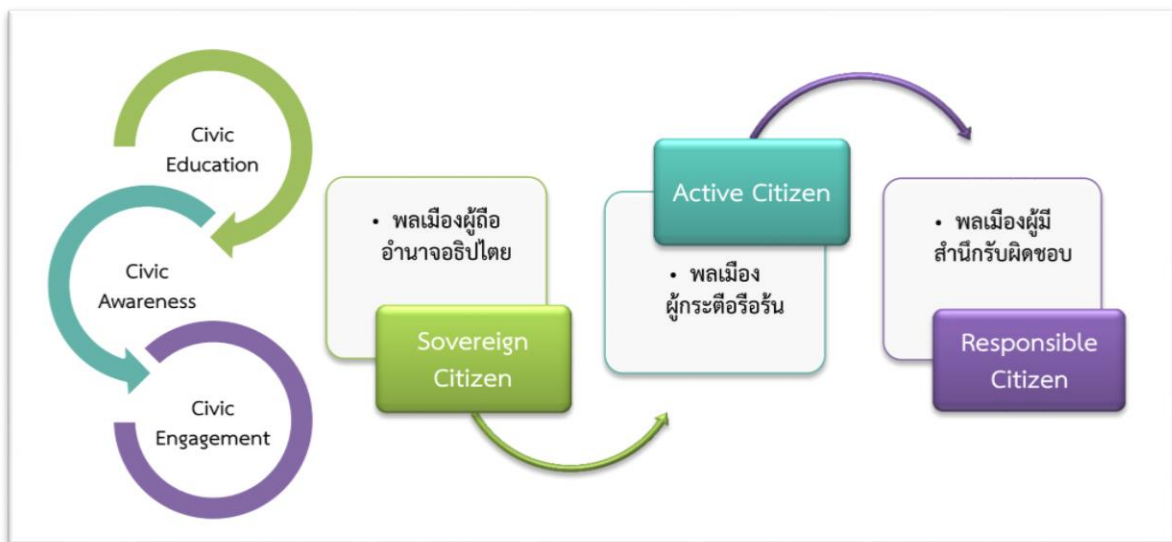 Civic
Education
Civic
Awareness
Civic
Engagement
• พลเมืองผู้ถือ
อำนาจอธิปไตย
Sovereign
Citizen
Active Citizen
• พลเมือง
ผู้กระตือรือร้น
• พลเมืองผู้มี
สำนึกรับผิดชอบ
Responsible
Citizen